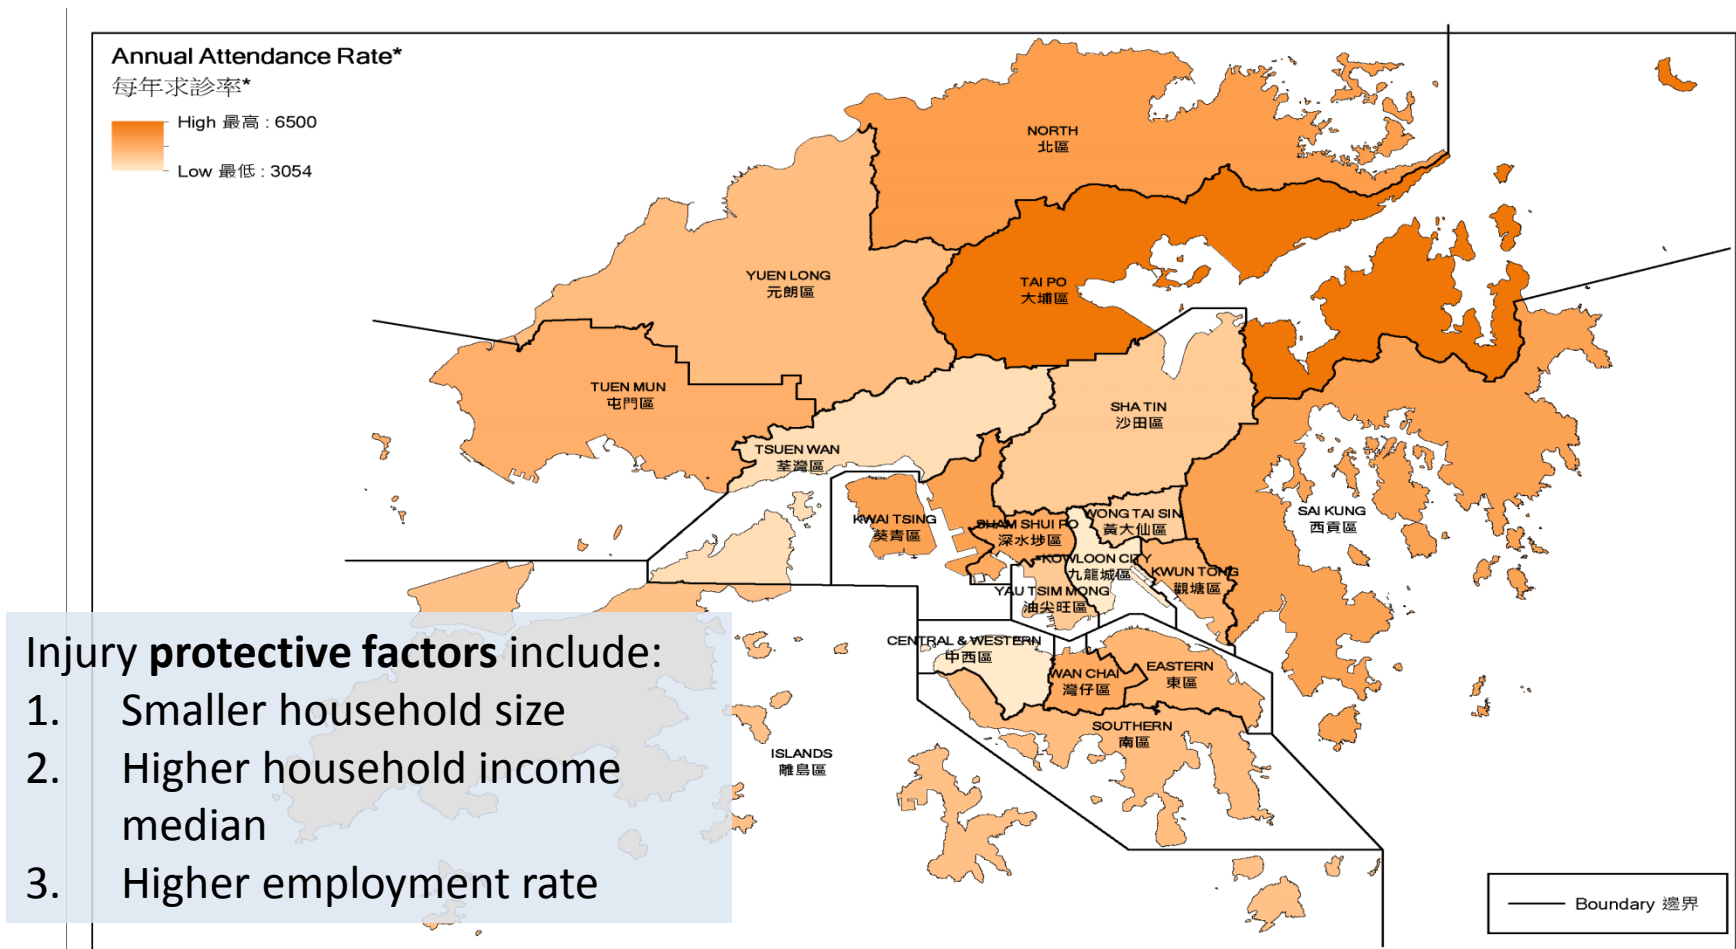 Annual Attendance Rate*
每年求診率*
High 最高 : 6500
Low 最低 : 3054
NORTH
北區
YUEN LONG
元朗區
TAI PO
大埔區
TUEN MUN
屯門區
SHA TIN
沙田區
TSUEN WAN
荃灣區
SAI KUNG
西貢區
KWAI TSING
葵青區
SHAM SHUI PO
深水埗區
WONG TAI SIN
黃大仙區
KOWLOON CITY
九龍城區
KWUN TONG
觀塘區
YAU TSIM MONG
油尖旺區
CENTRAL & WESTERN
中西區
WAN CHAI
灣仔區
EASTERN
東區
SOUTHERN
南區
ISLANDS
離島區
Injury protective factors include:
1. Smaller household size
2. Higher household income
median
3. Higher employment rate
Boundary 邊界